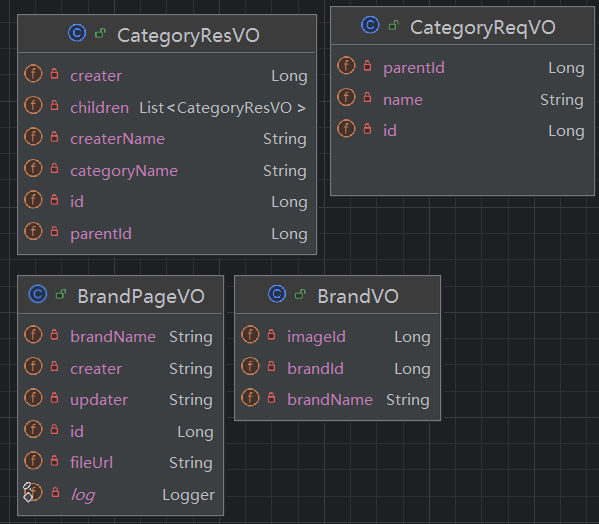 CategoryResVO
creater Long
children List<CategoryResVO >
createrName String
categoryName String
id Long
parentId Long
CategoryReqVO
parentId Long
name String
id Long
BrandPageVO
brandName String
creater String
updater String
id Long
fileUrl String
log Logger
BrandVO
imageId Long
brandId Long
brandName String